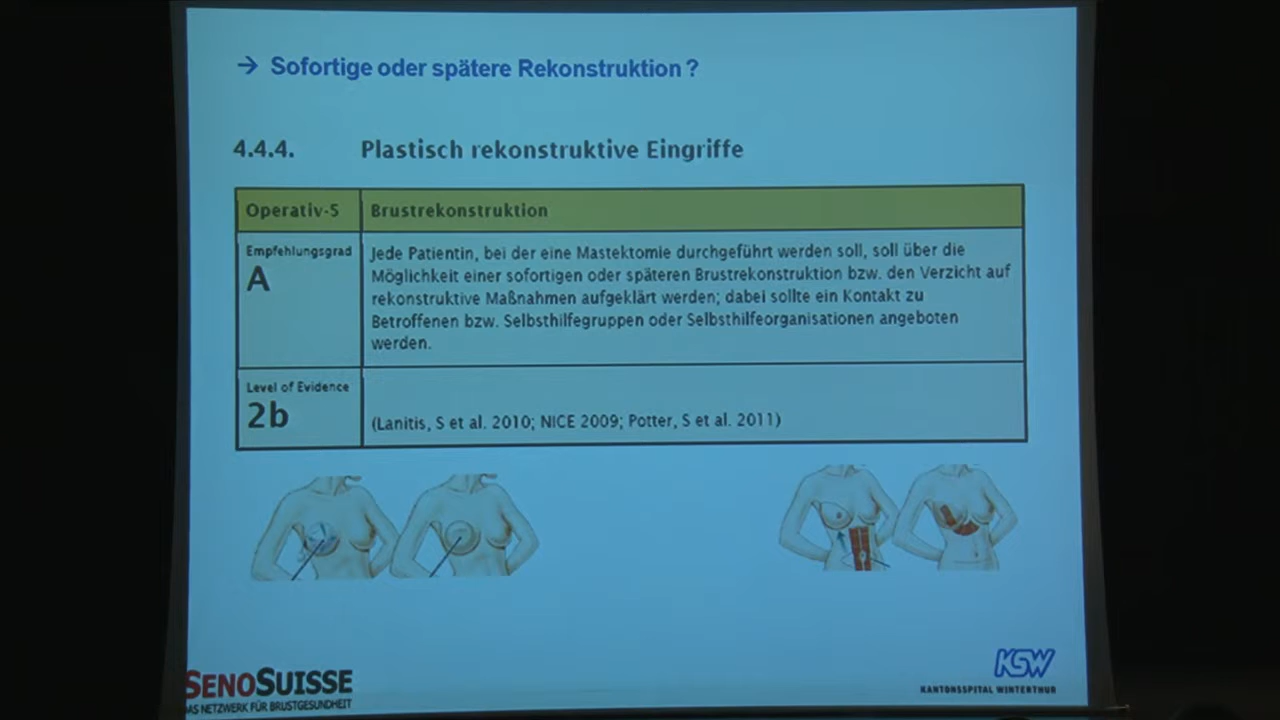 → Sofortige oder spätere Rekonstruktion ?
4.4.4. Plastisch rekonstruktive Eingriffe
Operativ-5 Brustrekonstruktion
Empfehlungsgrad
A
Jede Patientin, bei der eine Mastektomie durchgeführt werden soll, soll über die
Möglichkeit einer sofortigen oder späteren Brustrekonstruktion bzw. den Verzicht auf
rekonstruktive Maßnahmen aufgeklärt werden; dabei sollte ein Kontakt zu
Betroffenen bzw. Selbsthilfegruppen oder Selbsthilfeorganisationen angeboten
werden.
Level of Evidence
2b
(Lanitis, S et al. 2010; NICE 2009; Potter, S et al. 2011)
SENOSUISSE
AS NETZWERK FÜR BRUSTGESUNDHEIT
KSW
KANTONSSPITAL WINTERTHUR